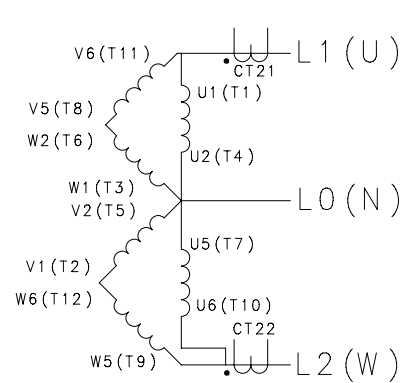 V6(T11)
L1(U)
CT21
U1(T1)
V5(T8)
W2(T6)
U2(T4)
W1(T3)
V2(T5)
L0(N)
U5(T7)
V1(T2)
W6(T12)
U6(T10)
CT22
W5(T9)
L2(W)